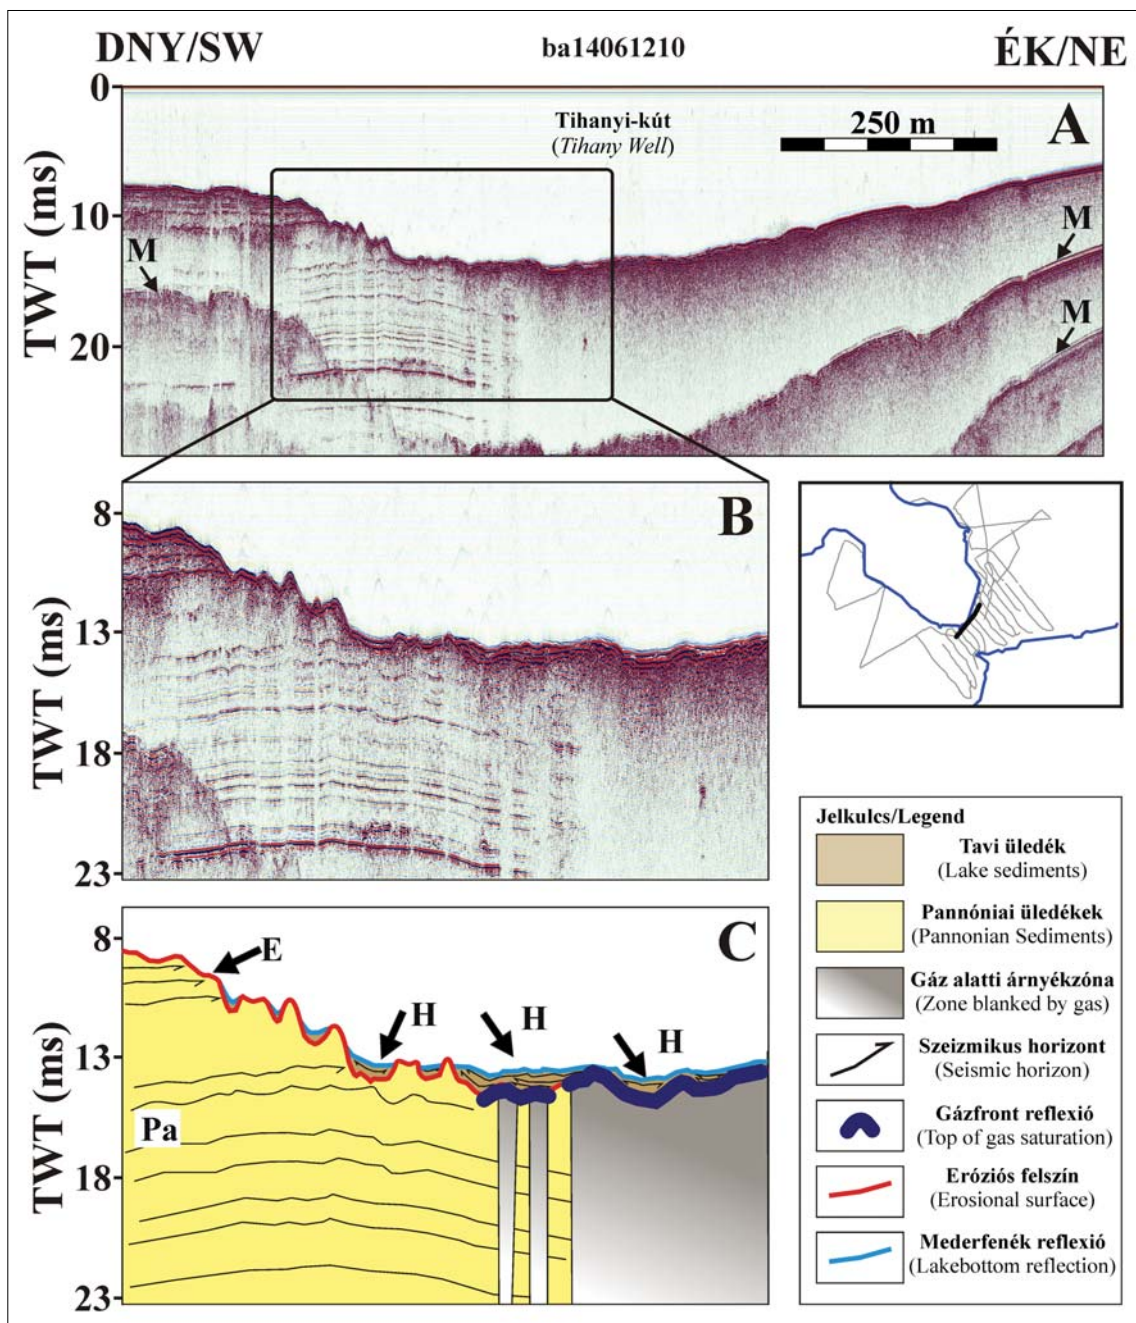 DNY/SW
ba14061210
ÉK/NE
0
10
20
TWT (ms)
Tihanyi-kút
(Tihany Well)
250 m
A
M
M
M
B
8
13
18
23
TWT (ms)
C
8
13
18
23
TWT (ms)
E
H
H
H
Pa
Jelkulcs/Legend
Tavi üledék
(Lake sediments)
Pannóniai üledékek
(Pannonian Sediments)
Gáz alatti árnyékzóna
(Zone blanked by gas)
Szeizmikus horizont
(Seismic horizon)
Gázfront reflexió
(Top of gas saturation)
Eróziós felszín
(Erosional surface)
Mederfenék reflexió
(Lakebottom reflection)